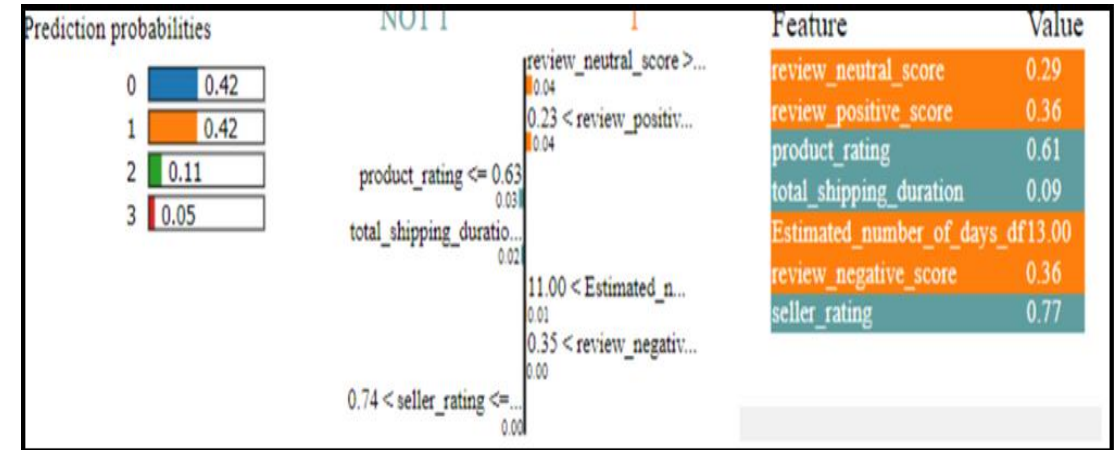 Prediction probabilities
0 0.42
1 0.42
2 0.11
3 0.05
NOT 1
1
review_neutral_score >...
0.04
0.23 < review_positiv...
0.04
product_rating <= 0.63
0.03
total_shipping_duratio...
0.02
11.00 < Estimated_n...
0.01
0.35 < review_negativ...
0.00
0.74 < seller_rating <=...
0.00
Feature Value
review_neutral_score 0.29
review_positive_score 0.36
product_rating 0.61
total_shipping_duration 0.09
Estimated_number_of_days_df 13.00
review_negative_score 0.36
seller_rating 0.77